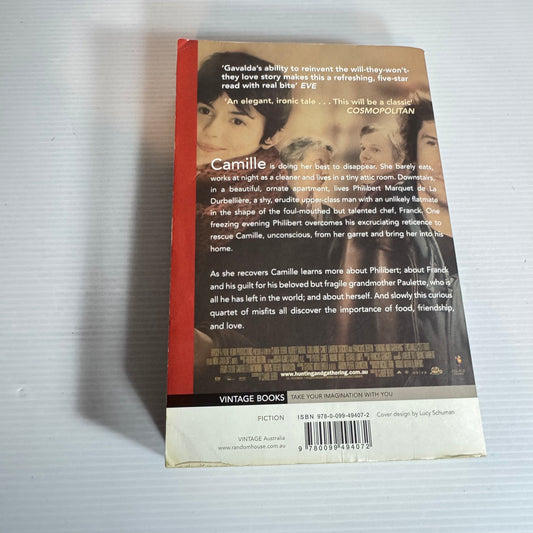 'Gavalda's ability to reinvent the will-they-won't-
they love story makes this a refreshing, five-star
read with real bite' EVE
'An elegant, ironic tale . . . This will be a classic'
COSMOPOLITAN
Camille is doing her best to disappear. She barely eats,
works at night as a cleaner and lives in a tiny attic room. Downstairs,
in a beautiful, ornate apartment, lives Philibert Marquet de La
Durbellière, a shy, erudite upper-class man with an unlikely flatmate
in the shape of the foul-mouthed but talented chef, Franck. One
freezing evening Philibert overcomes his excruciating reticence to
rescue Camille, unconscious, from her garret and bring her into his
home.
As she recovers Camille learns more about Philibert; about Franck
and his guilt for his beloved but fragile grandmother Paulette, who is
all he has left in the world; and about herself. And slowly this curious
quartet of misfits all discover the importance of food, friendship,
and love.
www.huntingandgathering.com.au
VINTAGE BOOKS TAKE YOUR IMAGINATION WITH YOU
FICTION
ISBN 978-0-099-49407-2
Cover design by Lucy Schuman
VINTAGE Australia
www.randomhouse.com.au
9 780099 494072